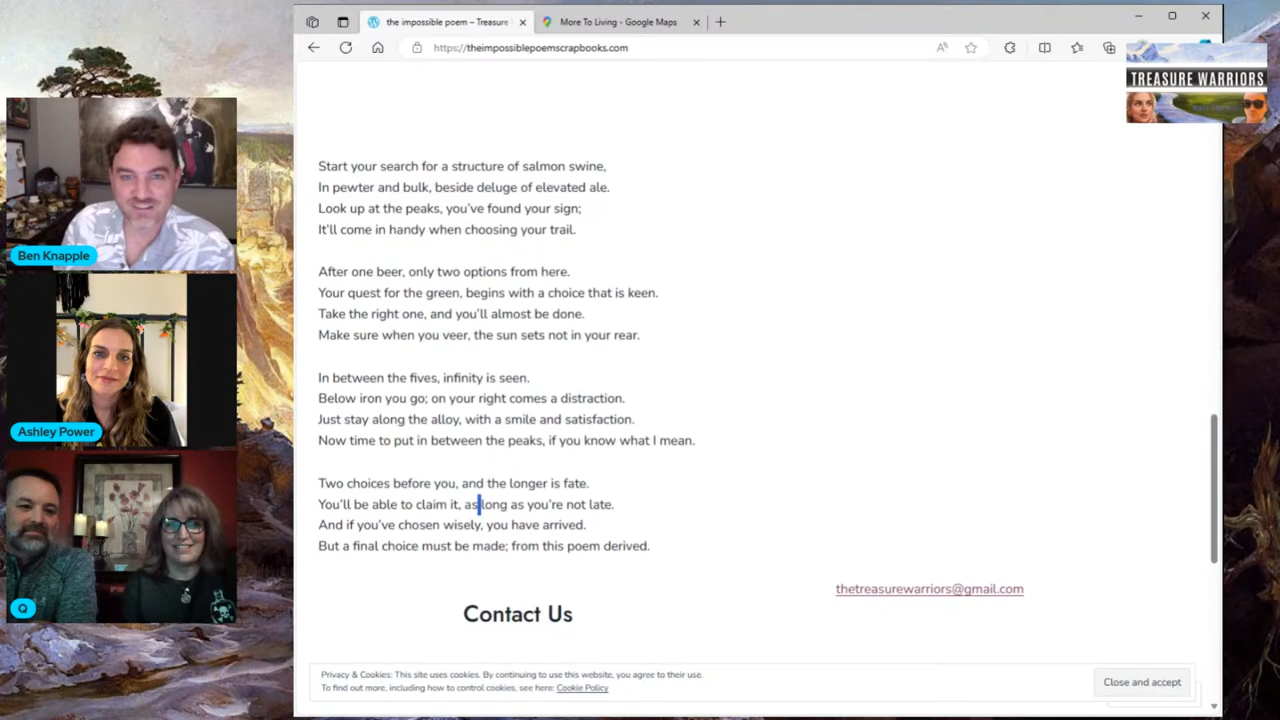 the impossible poem – Treasure
More To Living - Google Maps
https://theimpossiblepoemscrapbooks.com
TREASURE WARRIORS
Start your search for a structure of salmon swine,
In pewter and bulk, beside deluge of elevated ale.
Look up at the peaks, you've found your sign;
It'll come in handy when choosing your trail.
After one beer, only two options from here.
Your quest for the green, begins with a choice that is keen.
Take the right one, and you'll almost be done.
Make sure when you veer, the sun sets not in your rear.
In between the fives, infinity is seen.
Below iron you go; on your right comes a distraction.
Just stay along the alloy, with a smile and satisfaction.
Now time to put in between the peaks, if you know what I mean.
Two choices before you, and the longer is fate.
You'll be able to claim it, as long as you're not late.
And if you've chosen wisely, you have arrived.
But a final choice must be made; from this poem derived.
thetreasurewarriors@gmail.com
Contact Us
Privacy & Cookies: This site uses cookies. By continuing to use this website, you agree to their use.
To find out more, including how to control cookies, see here: Cookie Policy
Close and accept
Ben Knapple
Ashley Power
Q